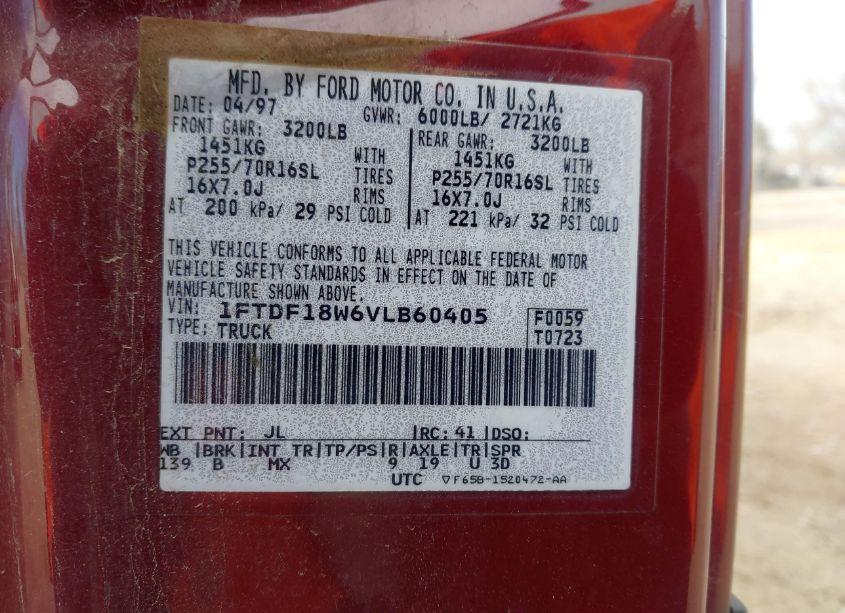 MFD. BY FORD MOTOR CO. IN U.S.A.
DATE: 04/97 GVWR: 6000LB/ 2721KG
FRONT GAWR: 3200LB REAR GAWR: 3200LB
1451KG WITH 1451KG WITH
P255/70R16SL TIRES P255/70R16SL TIRES
16X7.0J RIMS 16X7.0J RIMS
AT 200 kPa/ 29 PSI COLD AT 221 kPa/ 32 PSI COLD
THIS VEHICLE CONFORMS TO ALL APPLICABLE FEDERAL MOTOR
VEHICLE SAFETY STANDARDS IN EFFECT ON THE DATE OF
MANUFACTURE SHOWN ABOVE.
VIN: 1FTDF18W6VLB60405 F0059
TYPE: TRUCK T0723
EXT PNT: JL |RC: 41 |DSO:
WB |BRK|INT TR|TP/PS|R|AXLE|TR|SPR
139 B MX 9 19 U 3D
UTC ▽F65B-1520472-AA